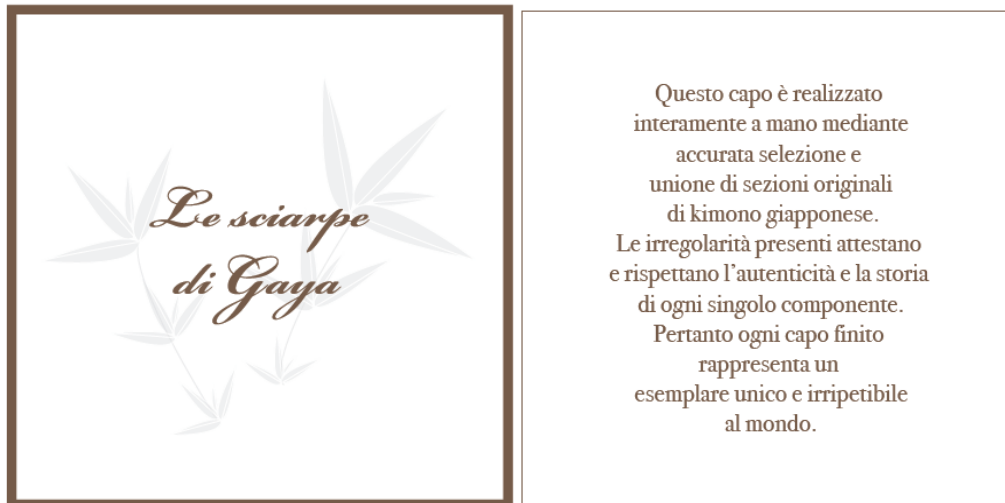 Le sciarpe
di Gaya
Questo capo è realizzato
interamente a mano mediante
accurata selezione e
unione di sezioni originali
di kimono giapponese.
Le irregolarità presenti attestano
e rispettano l’autenticità e la storia
di ogni singolo componente.
Pertanto ogni capo finito
rappresenta un
esemplare unico e irripetibile
al mondo.